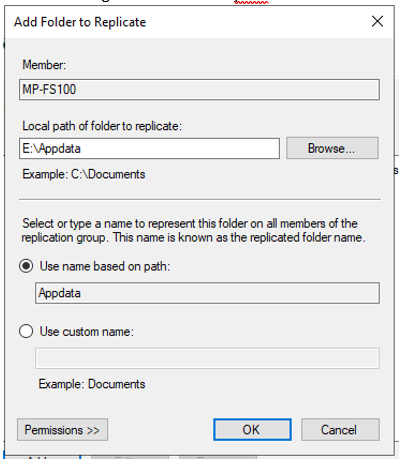 Add Folder to Replicate
Member:
MP-FS100
Local path of folder to replicate:
E:\Appdata
Browse...
Example: C:\Documents
Select or type a name to represent this folder on all members of the
replication group. This name is known as the replicated folder name.
Use name based on path:
Appdata
Use custom name:
Example: Documents
Permissions >>
OK
Cancel